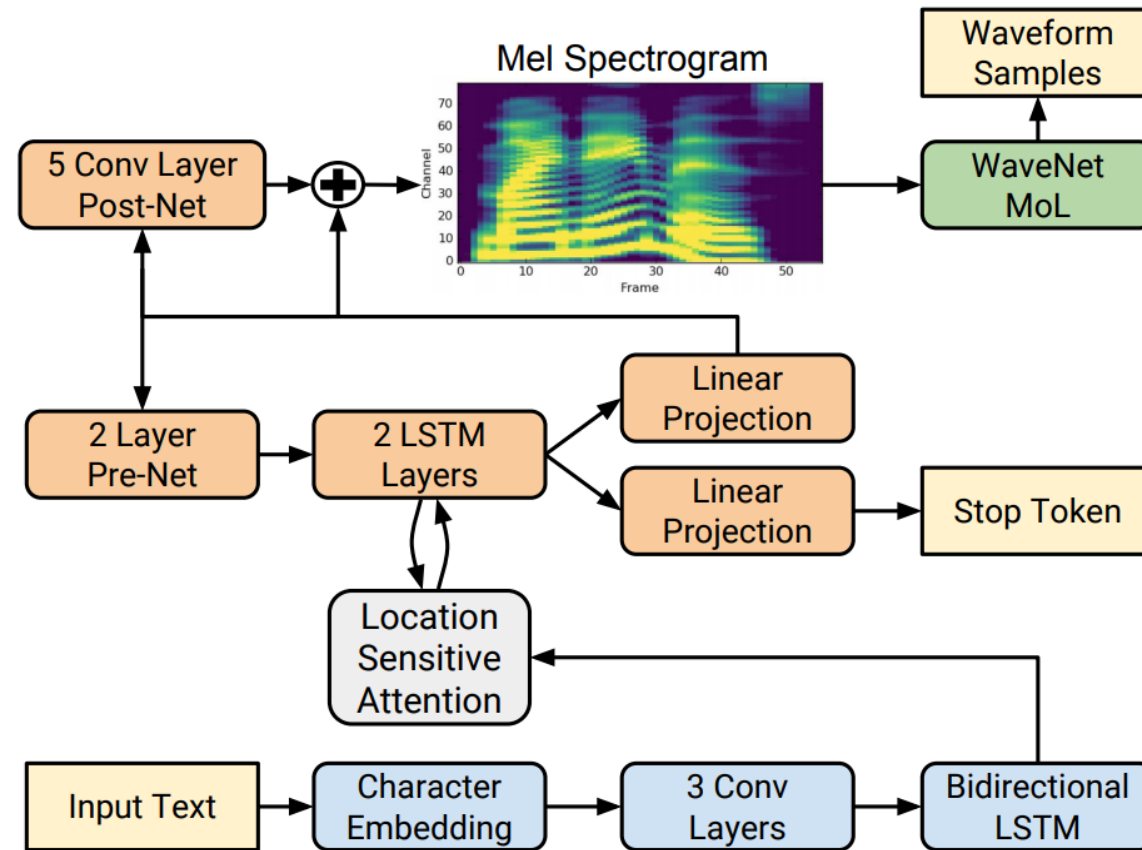 Waveform
Samples
Mel Spectrogram
5 Conv Layer
Post-Net
WaveNet
MoL
Channel
70
60
50
40
30
20
10
0
0 10 20 30 40 50
Frame
Linear
Projection
2 Layer
Pre-Net
2 LSTM
Layers
Linear
Projection
Stop Token
Location
Sensitive
Attention
Input Text
Character
Embedding
3 Conv
Layers
Bidirectional
LSTM